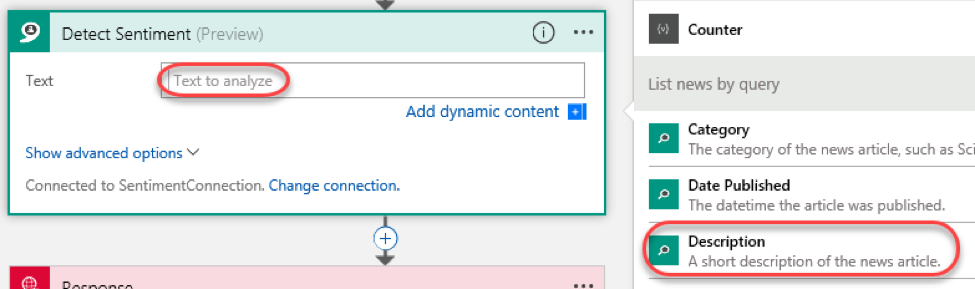 Detect Sentiment (Preview)
Text
Text to analyze
Add dynamic content
Show advanced options
Connected to SentimentConnection. Change connection.
Response
Counter
List news by query
Category
The category of the news article, such as Sci
Date Published
The datetime the article was published.
Description
A short description of the news article.